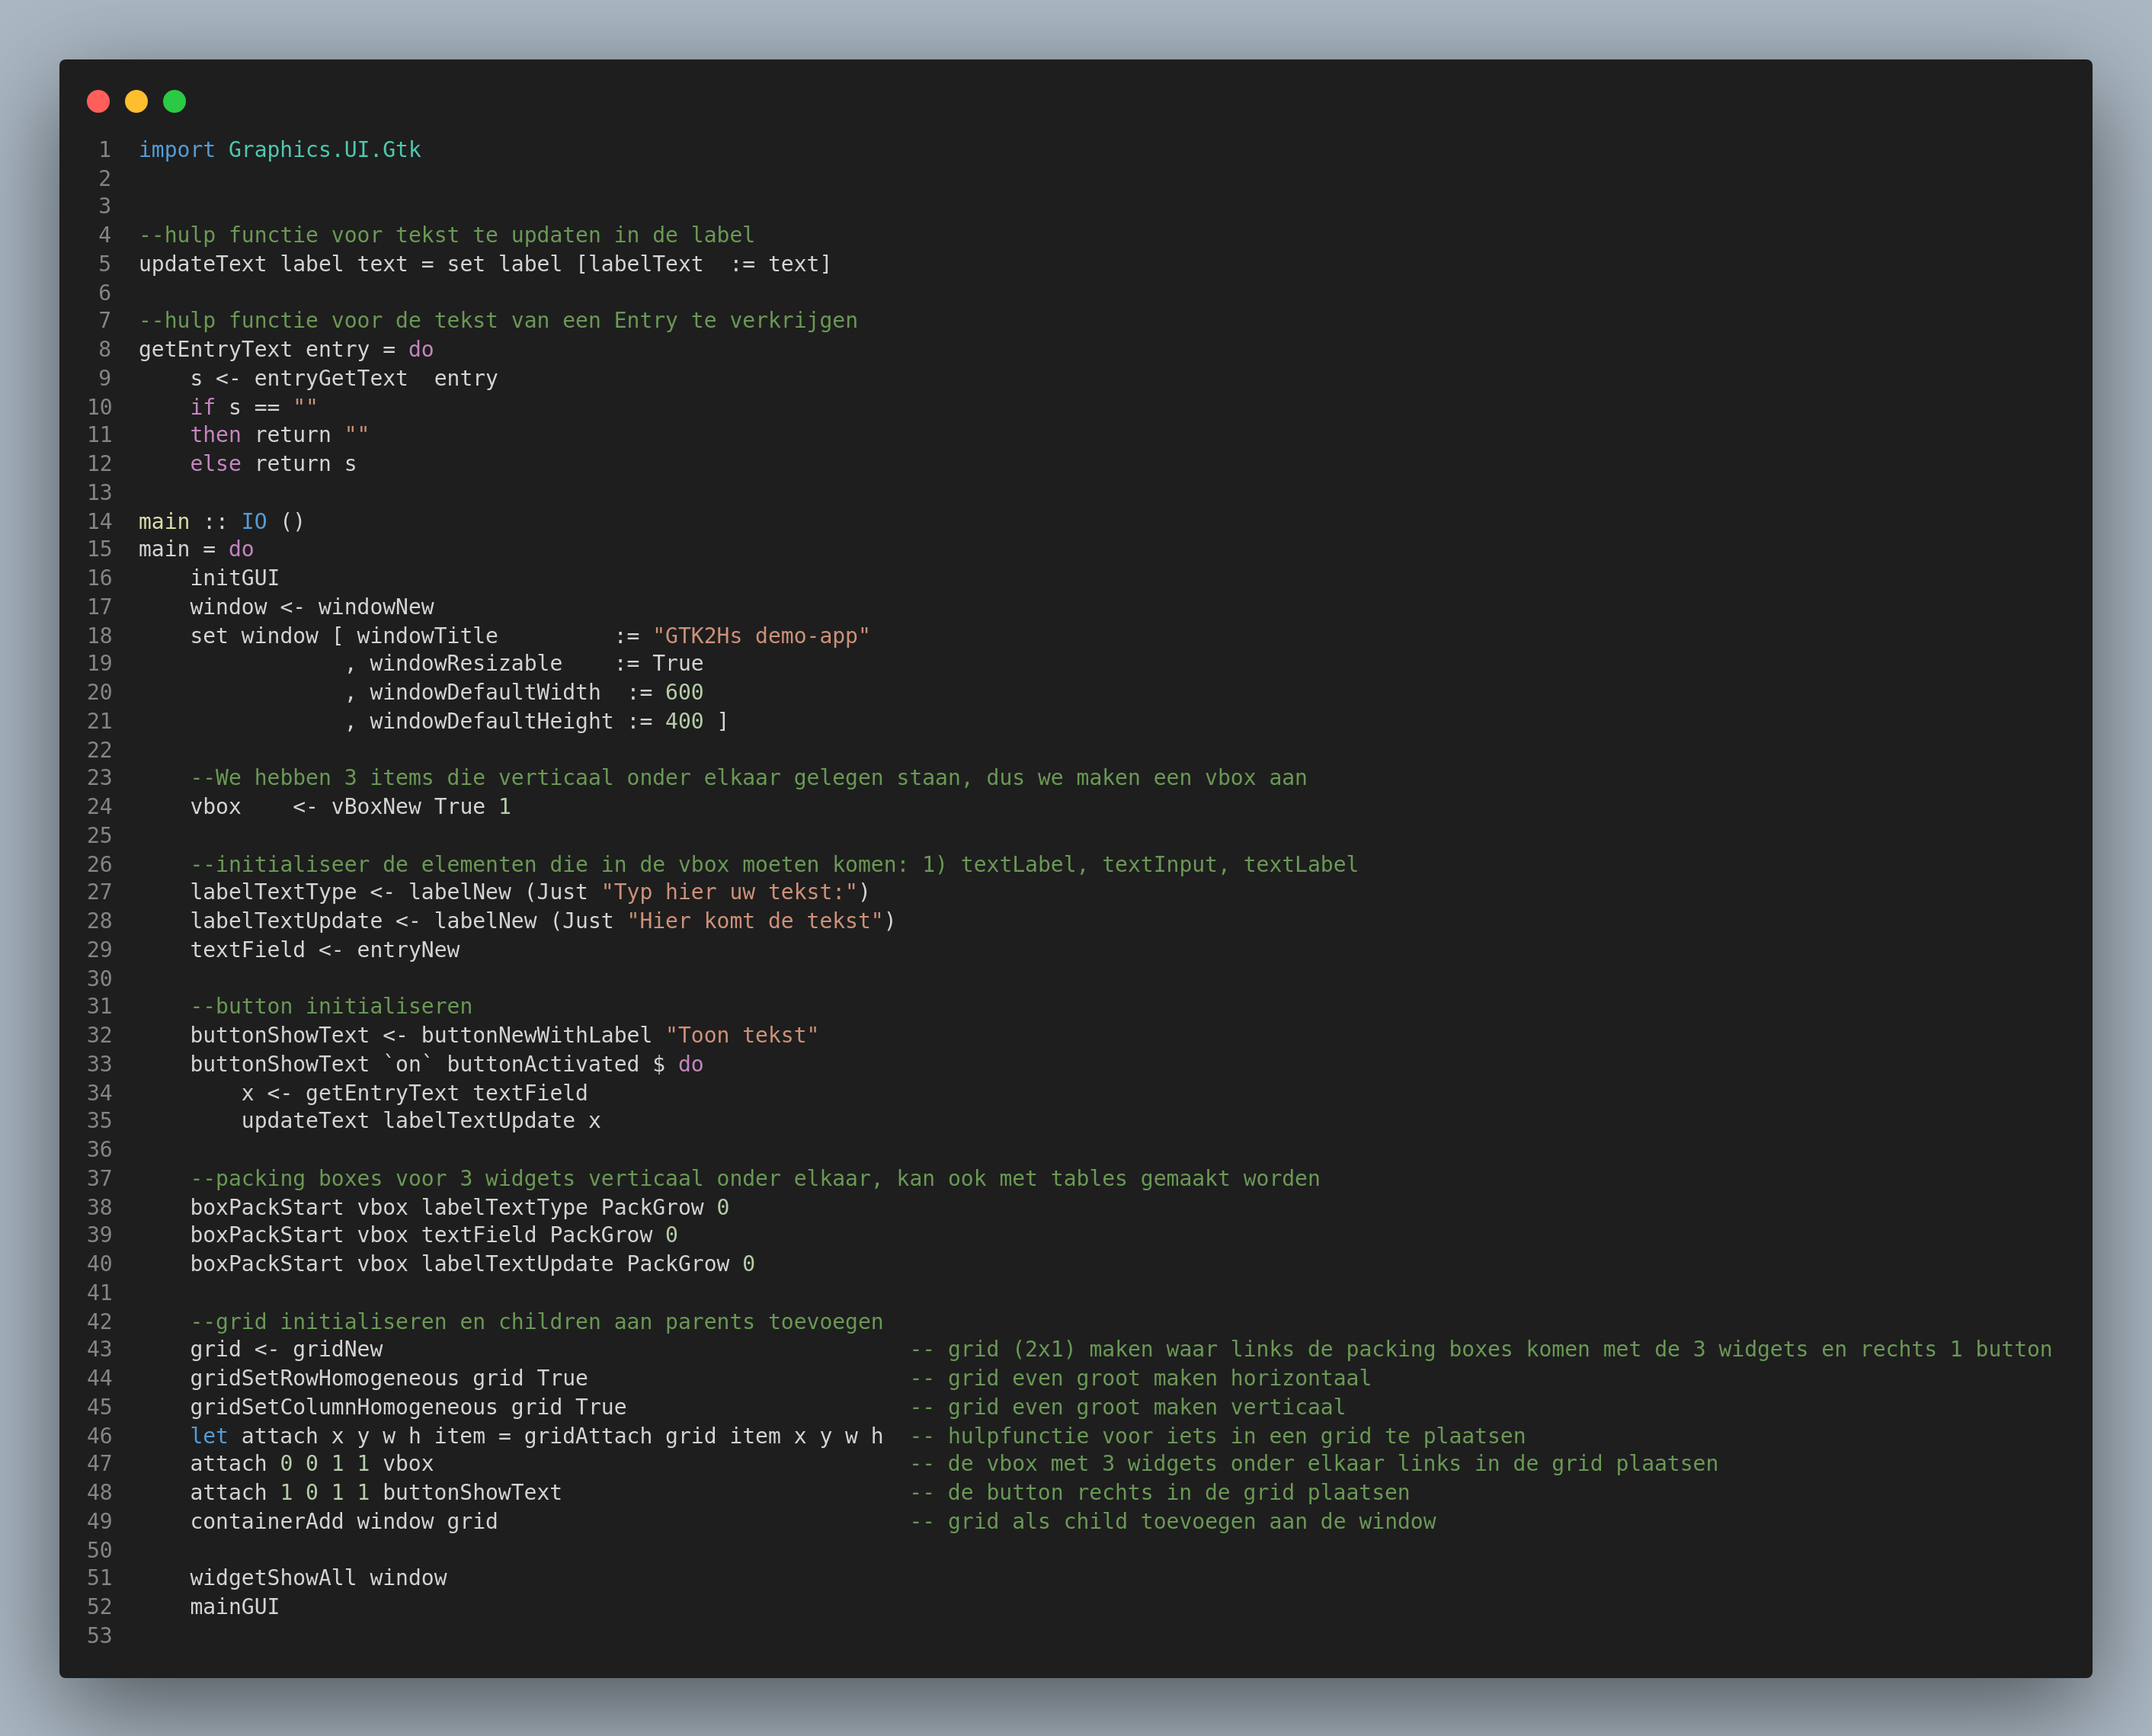 1 import Graphics.UI.Gtk
2
3
4 --hulp functie voor tekst te updaten in de label
5 updateText label text = set label [labelText  := text]
6
7 --hulp functie voor de tekst van een Entry te verkrijgen
8 getEntryText entry = do
9     s <- entryGetText  entry
10     if s == ""
11     then return ""
12     else return s
13
14 main :: IO ()
15 main = do
16     initGUI
17     window <- windowNew
18     set window [ windowTitle         := "GTK2Hs demo-app"
19                 , windowResizable    := True
20                 , windowDefaultWidth  := 600
21                 , windowDefaultHeight := 400 ]
22
23     --We hebben 3 items die verticaal onder elkaar gelegen staan, dus we maken een vbox aan
24     vbox    <- vBoxNew True 1
25
26     --initialiseer de elementen die in de vbox moeten komen: 1) textLabel, textInput, textLabel
27     labelTextType <- labelNew (Just "Typ hier uw tekst:")
28     labelTextUpdate <- labelNew (Just "Hier komt de tekst")
29     textField <- entryNew
30
31     --button initialiseren
32     buttonShowText <- buttonNewWithLabel "Toon tekst"
33     buttonShowText `on` buttonActivated $ do
34         x <- getEntryText textField
35         updateText labelTextUpdate x
36
37     --packing boxes voor 3 widgets verticaal onder elkaar, kan ook met tables gemaakt worden
38     boxPackStart vbox labelTextType PackGrow 0
39     boxPackStart vbox textField PackGrow 0
40     boxPackStart vbox labelTextUpdate PackGrow 0
41
42     --grid initialiseren en children aan parents toevoegen
43     grid <- gridNew                                         -- grid (2x1) maken waar links de packing boxes komen met de 3 widgets en rechts 1 button
44     gridSetRowHomogeneous grid True                         -- grid even groot maken horizontaal
45     gridSetColumnHomogeneous grid True                      -- grid even groot maken verticaal
46     let attach x y w h item = gridAttach grid item x y w h  -- hulpfunctie voor iets in een grid te plaatsen
47     attach 0 0 1 1 vbox                                     -- de vbox met 3 widgets onder elkaar links in de grid plaatsen
48     attach 1 0 1 1 buttonShowText                           -- de button rechts in de grid plaatsen
49     containerAdd window grid                                -- grid als child toevoegen aan de window
50
51     widgetShowAll window
52     mainGUI
53